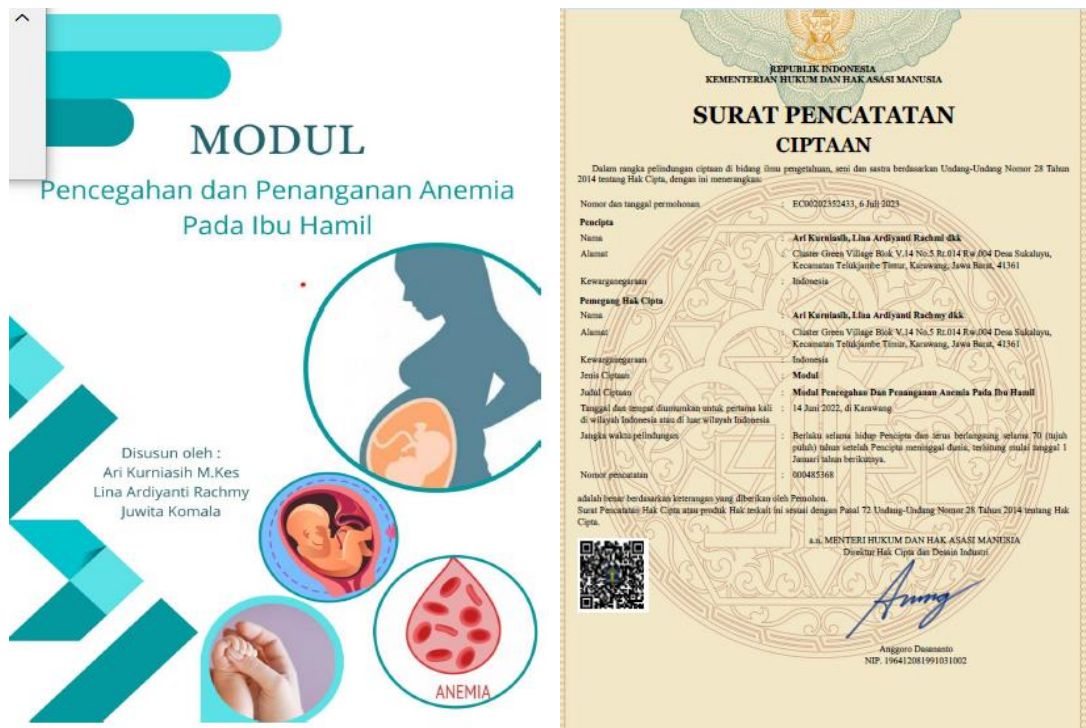 MODUL
Pencegahan dan Penanganan Anemia
Pada Ibu Hamil
Disusun oleh :
Ari Kurniasih M.Kes
Lina Ardiyanti Rachmy
Juwita Komala
ANEMIA
REPUBLIK INDONESIA
KEMENTERIAN HUKUM DAN HAK ASASI MANUSIA
SURAT PENCATATAN
CIPTAAN
Dalam rangka pelindungan ciptaan di bidang ilmu pengetahuan, seni dan sastra berdasarkan Undang-Undang Nomor 28 Tahun
2014 tentang Hak Cipta, dengan ini menerangkan:
Nomor dan tanggal permohonan : EC00202352433, 6 Juli 2023
Pencipta
Nama : Ari Kurniasih, Lina Ardiyanti Rachmi dkk
Alamat : Cluster Green Village Blok V.14 No.5 Rt.014 Rw.004 Desa Sukaluyu,
Kecamatan Telukjambe Timur, Karawang, Jawa Barat, 41361
Kewarganegaraan : Indonesia
Pemegang Hak Cipta
Nama : Ari Kurniasih, Lina Ardiyanti Rachmy dkk
Alamat : Cluster Green Village Blok V.14 No.5 Rt.014 Rw.004 Desa Sukaluyu,
Kecamatan Telukjambe Timur, Karawang, Jawa Barat, 41361
Kewarganegaraan : Indonesia
Jenis Ciptaan : Modul
Judul Ciptaan : Modul Pencegahan Dan Penanganan Anemia Pada Ibu Hamil
Tanggal dan tempat diumumkan untuk pertama kali : 14 Juni 2022, di Karawang
di wilayah Indonesia atau di luar wilayah Indonesia
Jangka waktu pelindungan : Berlaku selama hidup Pencipta dan terus berlangsung selama 70 (tujuh
puluh) tahun setelah Pencipta meninggal dunia, terhitung mulai tanggal 1
Januari tahun berikutnya.
Nomor pencatatan : 000485368
adalah benar berdasarkan keterangan yang diberikan oleh Pemohon.
Surat Pencatatan Hak Cipta atau produk Hak terkait ini sesuai dengan Pasal 72 Undang-Undang Nomor 28 Tahun 2014 tentang Hak
Cipta.
a.n. MENTERI HUKUM DAN HAK ASASI MANUSIA
Direktur Hak Cipta dan Desain Industri
Anggoro Dasananto
NIP. 196412081991031002